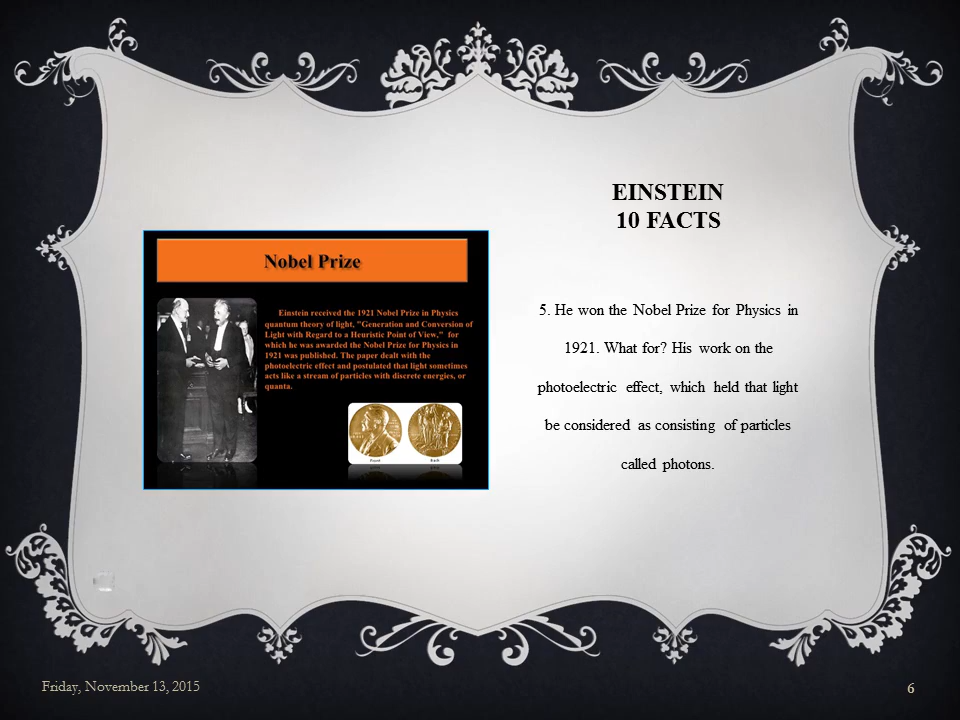 EINSTEIN
10 FACTS
Nobel Prize
Einstein received the 1921 Nobel Prize in Physics
quantum theory of light, "Generation and Conversion of
Light with Regard to a Heuristic Point of View," for
which he was awarded the Nobel Prize for Physics in
1921 was published. The paper dealt with the
photoelectric effect and postulated that light sometimes
acts like a stream of particles with discrete energies, or
quanta.
Front
Back
5. He won the Nobel Prize for Physics in
1921. What for? His work on the
photoelectric effect, which held that light
be considered as consisting of particles
called photons.
Friday, November 13, 2015
6